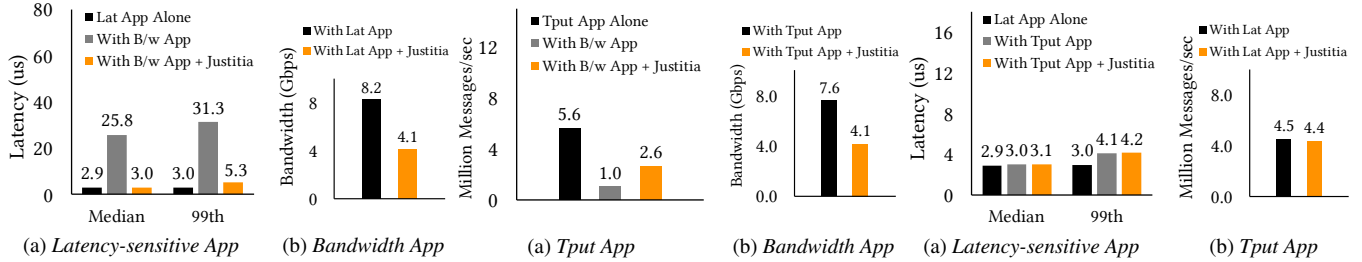 Latency (us)
80
60
40
20
0
Lat App Alone
With B/w App
With B/w App + Justitia
2.9
25.8
3.0
3.0
31.3
5.3
Median
99th
(a) Latency-sensitive App
Bandwidth (Gbps)
8
4
0
With Lat App
With Lat App + Justitia
8.2
4.1
(b) Bandwidth App
Million Messages/sec
12
8
4
0
Tput App Alone
With B/w App
With B/w App + Justitia
5.6
1.0
2.6
(a) Tput App
Bandwidth (Gbps)
8.0
4.0
0.0
With Tput App
With Tput App + Justitia
7.6
4.1
(b) Bandwidth App
Latency (us)
16
12
8
4
0
Lat App Alone
With Tput App
With Tput App + Justitia
2.9
3.0
3.1
3.0
4.1
4.2
Median
99th
(a) Latency-sensitive App
Million Messages/sec
8.0
4.0
0.0
With Lat App
With Lat App + Justitia
4.5
4.4
(b) Tput App